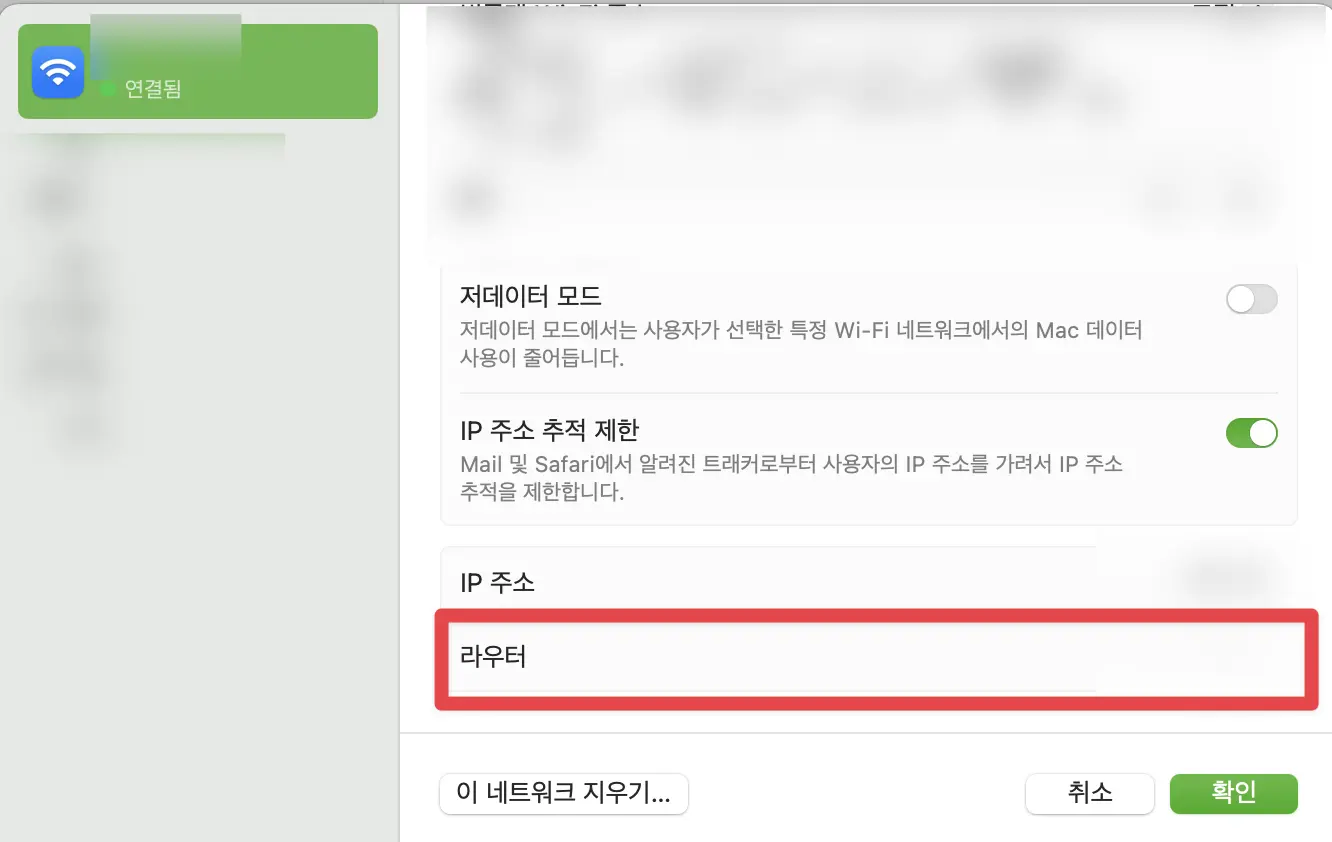 연결됨
저데이터 모드
저데이터 모드에서는 사용자가 선택한 특정 Wi-Fi 네트워크에서의 Mac 데이터
사용이 줄어듭니다.
IP 주소 추적 제한
Mail 및 Safari에서 알려진 트래커로부터 사용자의 IP 주소를 가려서 IP 주소
추적을 제한합니다.
IP 주소
라우터
이 네트워크 지우기...
취소
확인